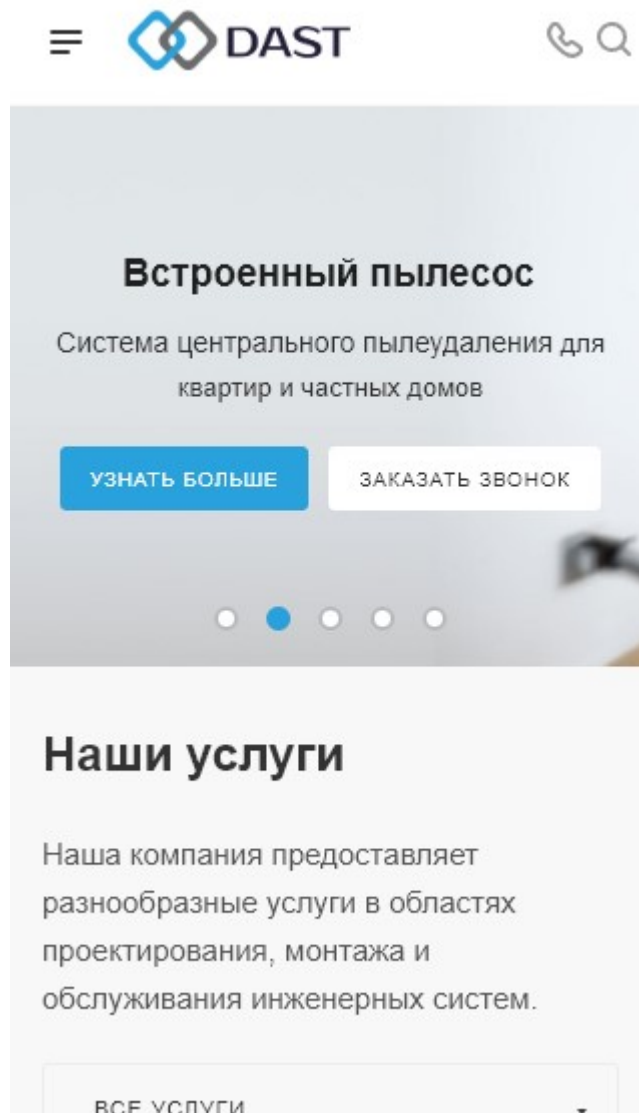 DAST
Встроенный пылесос
Система центрального пылеудаления для
квартир и частных домов
УЗНАТЬ БОЛЬШЕ
ЗАКАЗАТЬ ЗВОНОК
Наши услуги
Наша компания предоставляет
разнообразные услуги в областях
проектирования, монтажа и
обслуживания инженерных систем.
ВСЕ УСЛУГИ